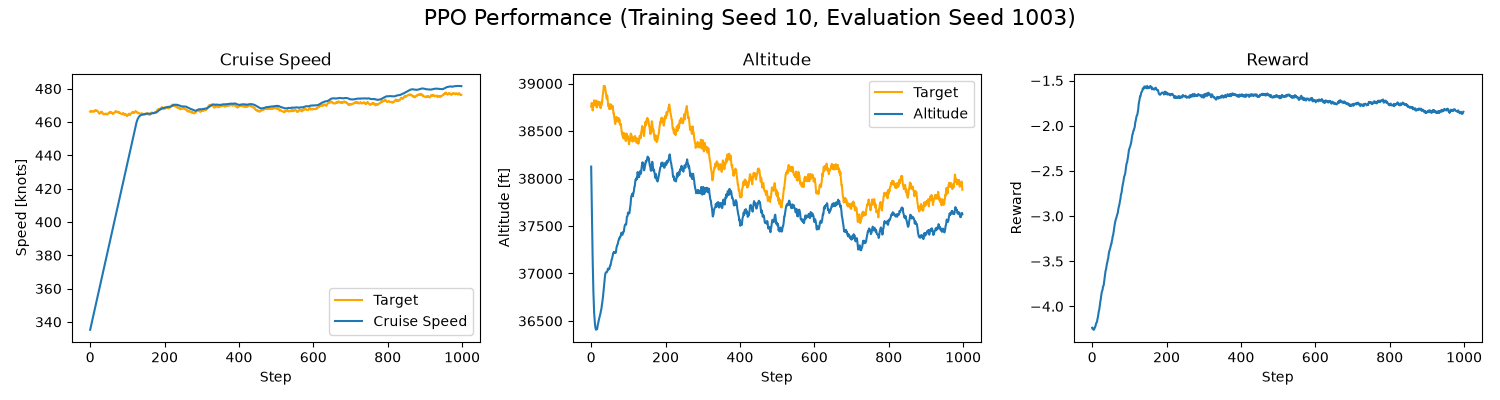 PPO Performance (Training Seed 10, Evaluation Seed 1003)
Cruise Speed
Speed [knots]
480
460
440
420
400
380
360
340
Target
Cruise Speed
0 200 400 600 800 1000
Step
Altitude
Altitude [ft]
39000
38500
38000
37500
37000
36500
Target
Altitude
0 200 400 600 800 1000
Step
Reward
Reward
−1.5
−2.0
−2.5
−3.0
−3.5
−4.0
0 200 400 600 800 1000
Step